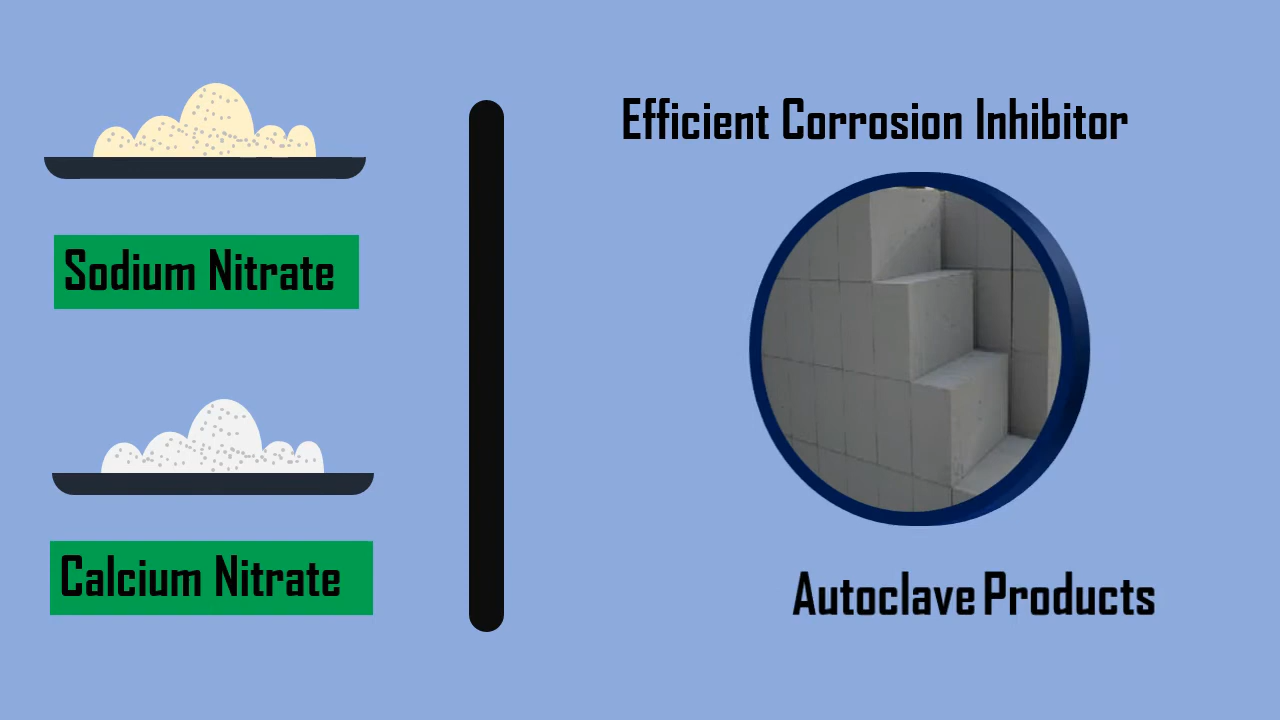 Efficient Corrosion Inhibitor
Sodium Nitrate
Calcium Nitrate
Autoclave Products